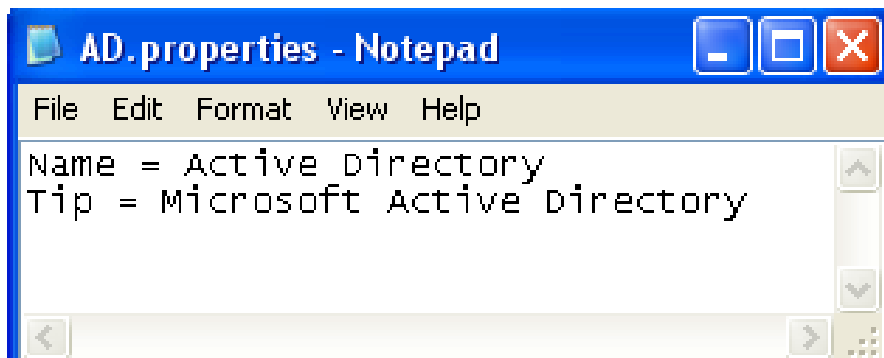 AD.properties - Notepad
File Edit Format View Help
Name = Active Directory
Tip = Microsoft Active Directory